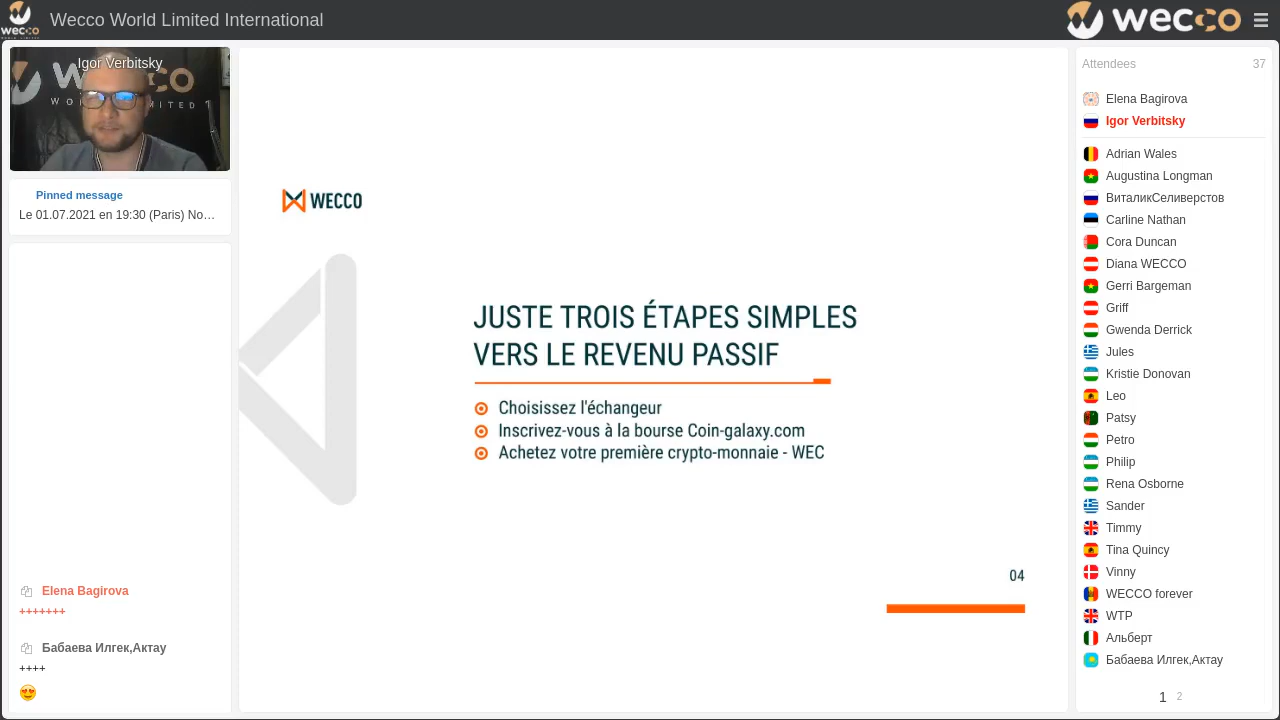 wecco
Wecco World Limited International
wecco
Igor Verbitsky
Pinned message
Le 01.07.2021 en 19:30 (Paris) No…
Elena Bagirova
+++++++
Бабаева Илгек,Актау
++++
WECCO
JUSTE TROIS ÉTAPES SIMPLES
VERS LE REVENU PASSIF
Choisissez l'échangeur
Inscrivez-vous à la bourse Coin-galaxy.com
Achetez votre première crypto-monnaie - WEC
04
Attendees 37
Elena Bagirova
Igor Verbitsky
Adrian Wales
Augustina Longman
ВиталикСеливерстов
Carline Nathan
Cora Duncan
Diana WECCO
Gerri Bargeman
Griff
Gwenda Derrick
Jules
Kristie Donovan
Leo
Patsy
Petro
Philip
Rena Osborne
Sander
Timmy
Tina Quincy
Vinny
WECCO forever
WTP
Альберт
Бабаева Илгек,Актау
1 2